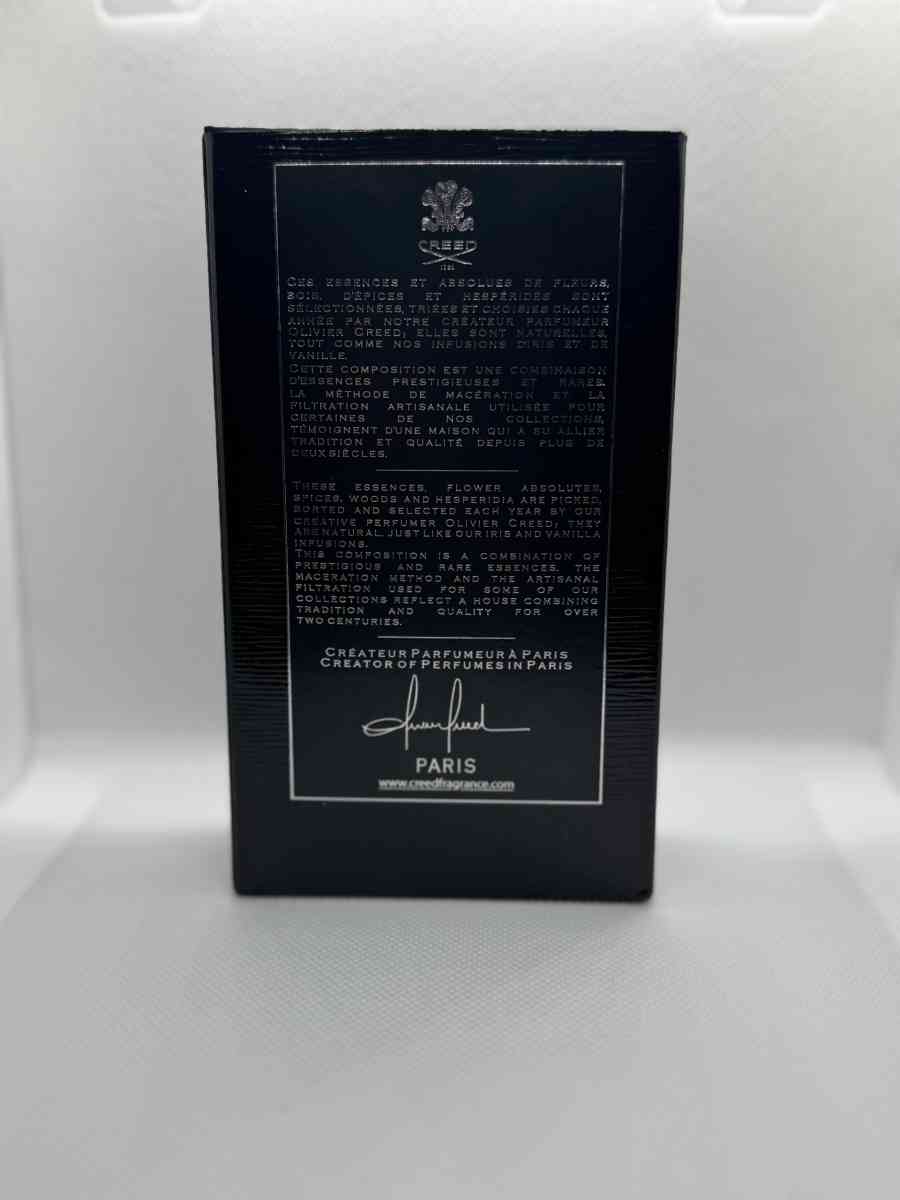 CREED
1760
CES ESSENCES ET ABSOLUES DE FLEURS,
BOIS, D'ÉPICES ET HESPÉRIDES SONT
SÉLECTIONNÉES, TRIÉES ET CHOISIES CHAQUE
ANNÉE PAR NOTRE CRÉATEUR PARFUMEUR
OLIVIER CREED; ELLES SONT NATURELLES,
TOUT COMME NOS INFUSIONS D'IRIS ET DE
VANILLE.
CETTE COMPOSITION EST UNE COMBINAISON
D'ESSENCES PRESTIGIEUSES ET RARES.
LA MÉTHODE DE MACÉRATION ET LA
FILTRATION ARTISANALE UTILISÉE POUR
CERTAINES DE NOS COLLECTIONS,
TÉMOIGNENT D'UNE MAISON QUI A SU ALLIER
TRADITION ET QUALITÉ DEPUIS PLUS DE
DEUX SIÈCLES.
THESE ESSENCES, FLOWER ABSOLUTES,
SPICES, WOODS AND HESPERIDIA ARE PICKED,
SORTED AND SELECTED EACH YEAR BY OUR
CREATIVE PERFUMER OLIVIER CREED; THEY
ARE NATURAL. JUST LIKE OUR IRIS AND VANILLA
INFUSIONS.
THIS COMPOSITION IS A COMBINATION OF
PRESTIGIOUS AND RARE ESSENCES. THE
MACERATION METHOD AND THE ARTISANAL
FILTRATION USED FOR SOME OF OUR
COLLECTIONS REFLECT A HOUSE COMBINING
TRADITION AND QUALITY FOR OVER
TWO CENTURIES.
CRÉATEUR PARFUMEUR À PARIS
CREATOR OF PERFUMES IN PARIS
PARIS
www.creedfragrance.com